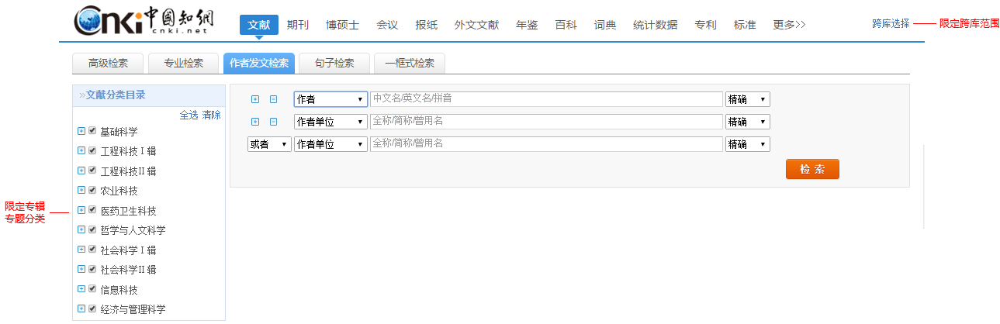 cnki中國知網
cnki.net
文献 期刊 博硕士 会议 报纸 外文文献 年鉴 百科 词典 统计数据 专利 标准 更多>>
跨库选择 限定跨库范围
高级检索 专业检索 作者发文检索 句子检索 一框式检索
»文献分类目录
全选 清除
基础科学
工程科技Ⅰ辑
工程科技II辑
农业科技
医药卫生科技
哲学与人文科学
社会科学Ⅰ辑
社会科学II辑
信息科技
经济与管理科学
限定专辑
专题分类
作者 中文名/英文名/拼音 精确
作者单位 全称/简称/曾用名 精确
或者 作者单位 全称/简称/曾用名 精确
检索